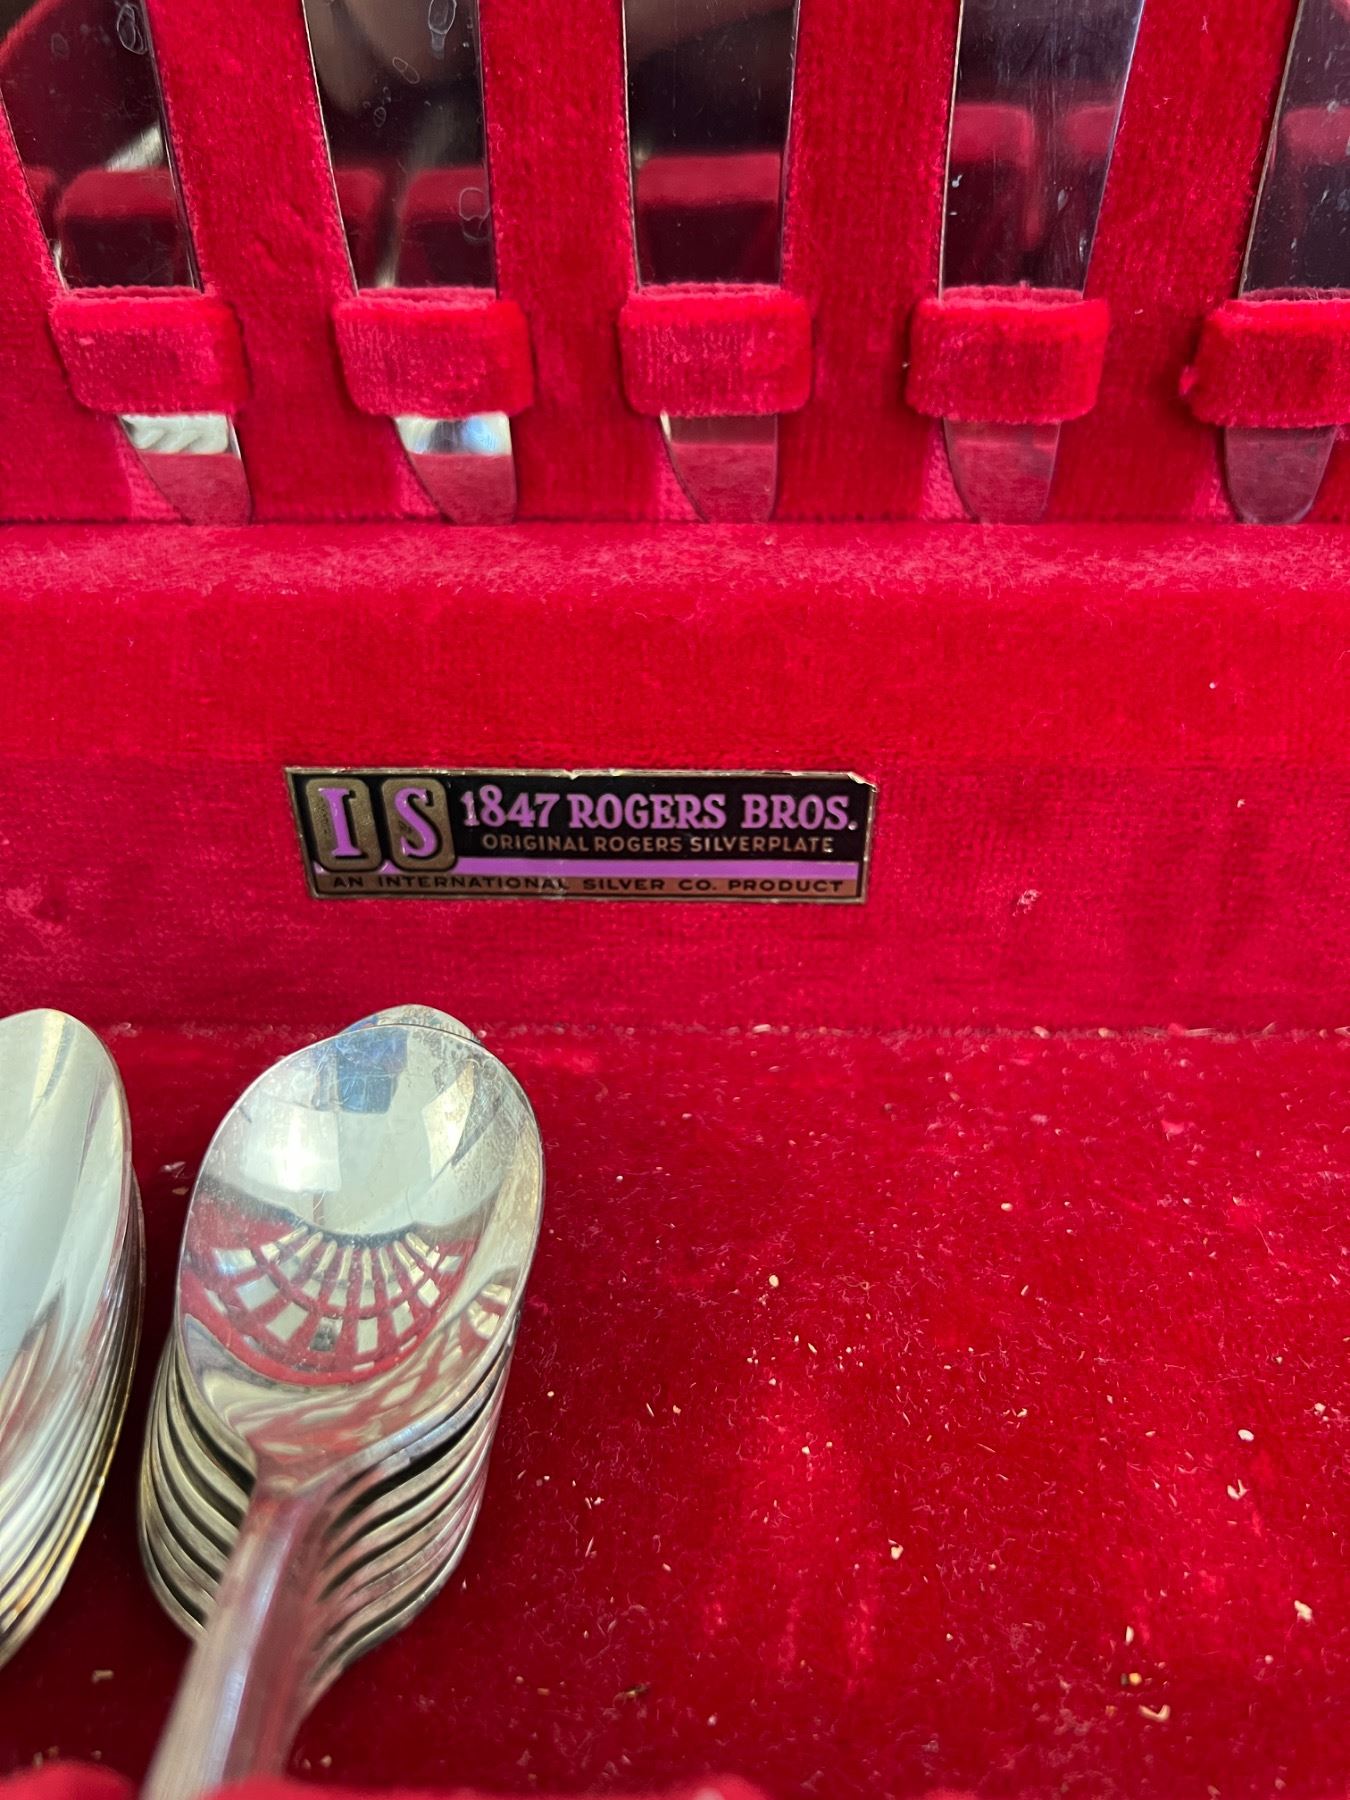 IS 1847 ROGERS BROS.
ORIGINAL ROGERS SILVERPLATE
AN INTERNATIONAL SILVER CO. PRODUCT